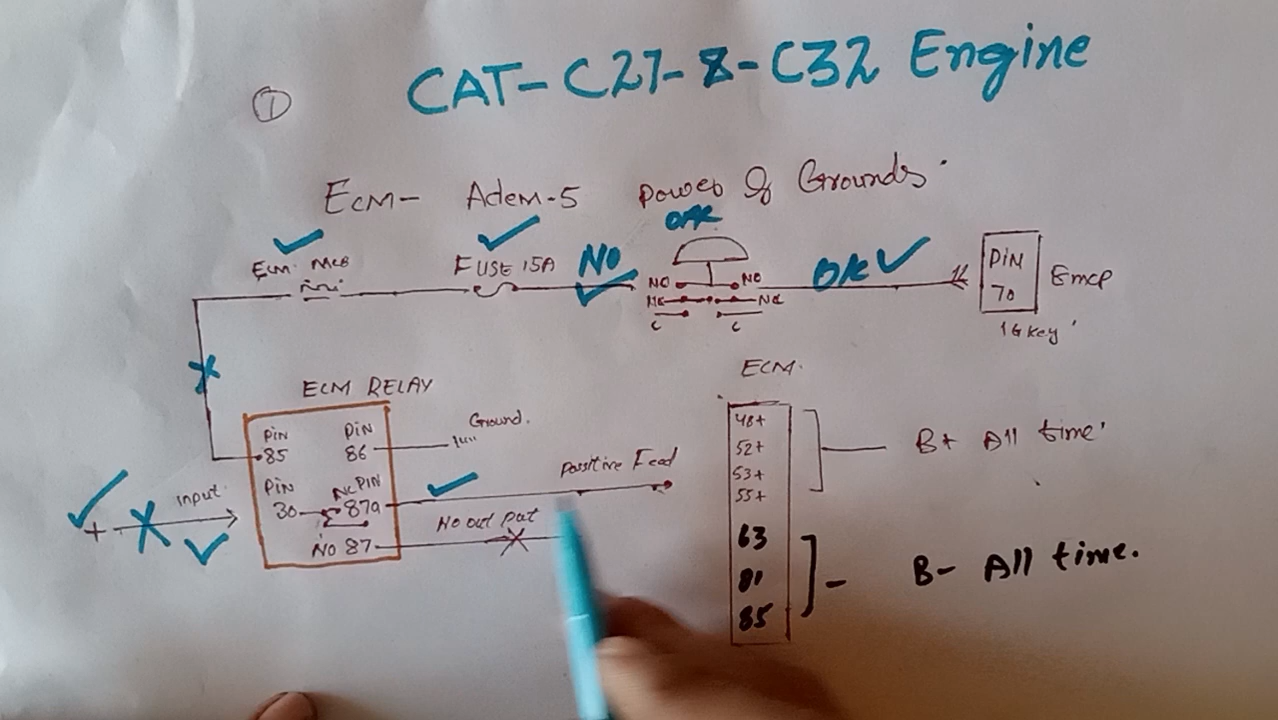 ①
CAT-C27-8-C32 Engine
ECM- Adem-5 Power & Grounds.
OK
ECM MCB FUSE 15A NO NO NO OK PIN 70 Emcp
NC NC
C C
1G key'
ECM RELAY
ECM.
PIN 85 PIN 86 Ground.
48+
52+
53+
55+
B+ All time'
+ input PIN 30 NC PIN 87a Possitive Feed
NO 87 No out put
63
81
85
- B- All time.